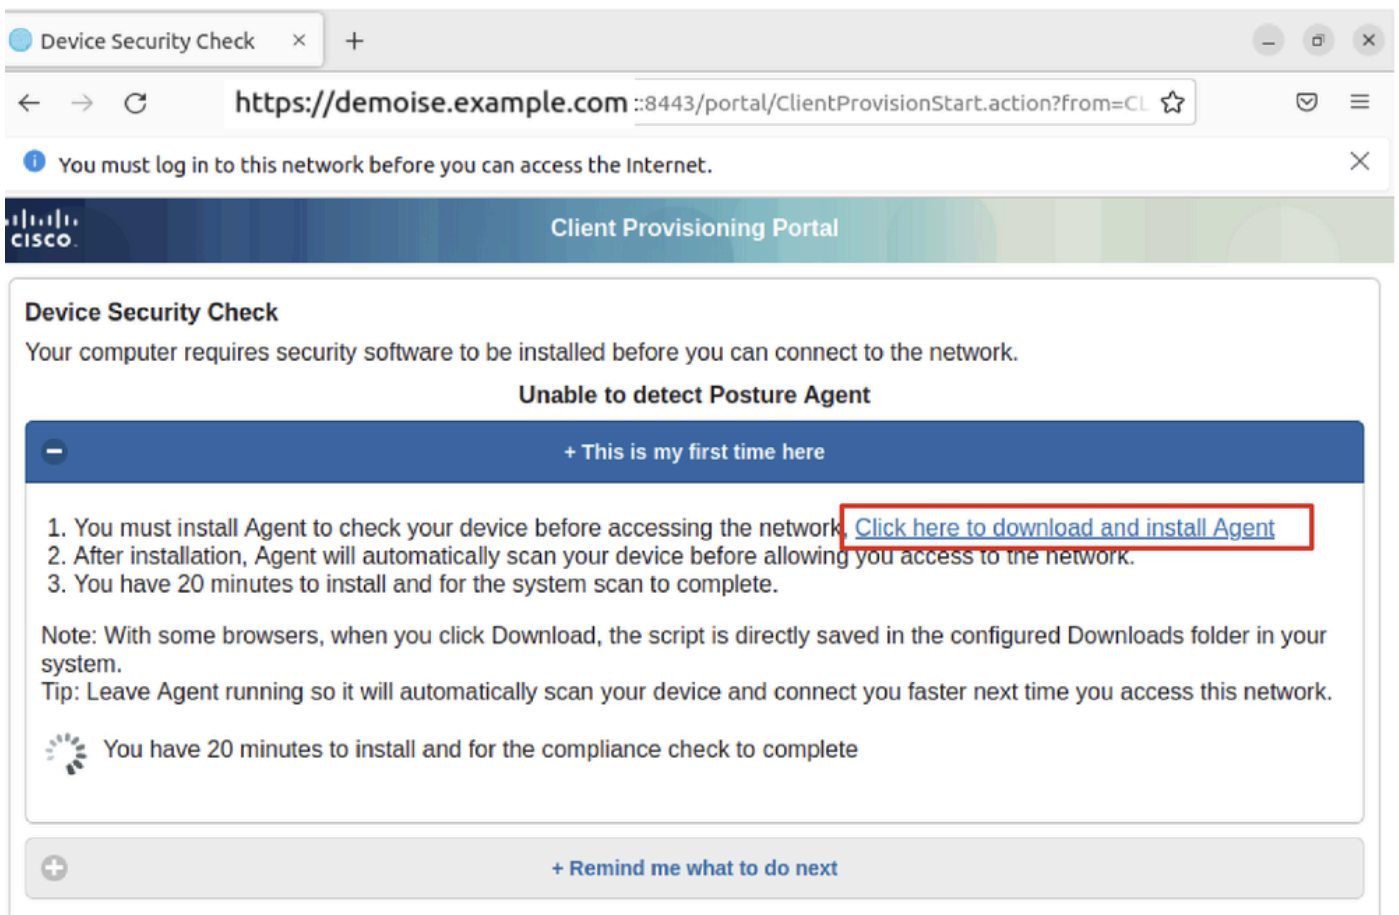 Device Security Check
https://demoise.example.com :8443/portal/ClientProvisionStart.action?from=CL
You must log in to this network before you can access the Internet.
CISCO
Client Provisioning Portal
Device Security Check
Your computer requires security software to be installed before you can connect to the network.
Unable to detect Posture Agent
+ This is my first time here
1. You must install Agent to check your device before accessing the network, Click here to download and install Agent
2. After installation, Agent will automatically scan your device before allowing you access to the network.
3. You have 20 minutes to install and for the system scan to complete.
Note: With some browsers, when you click Download, the script is directly saved in the configured Downloads folder in your
system.
Tip: Leave Agent running so it will automatically scan your device and connect you faster next time you access this network.
You have 20 minutes to install and for the compliance check to complete
+ Remind me what to do next